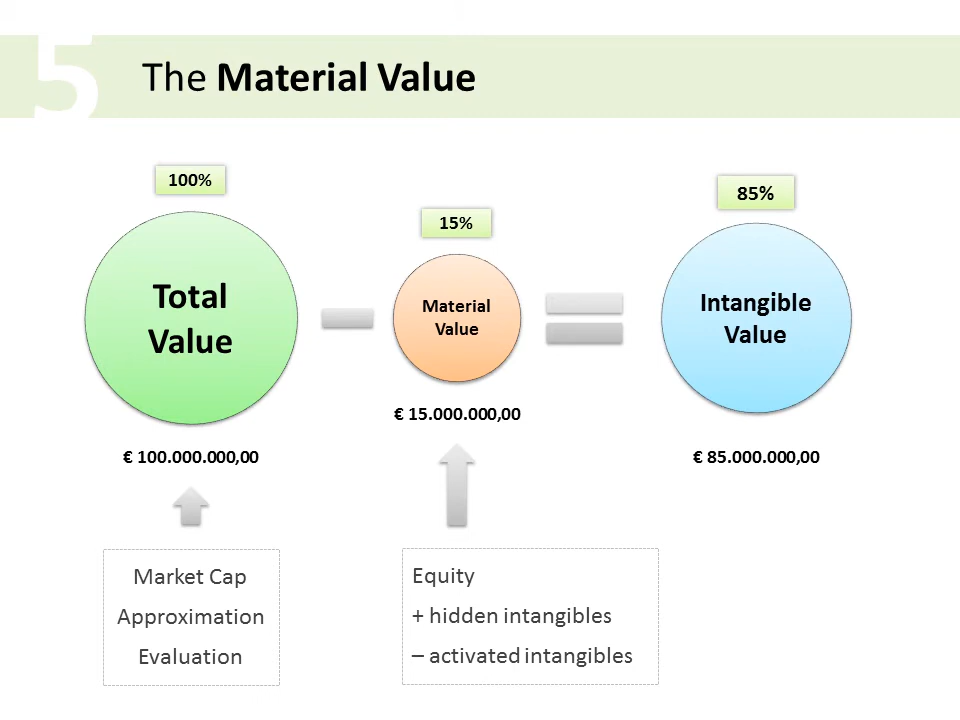 5
The Material Value
100%
15%
85%
Total
Value
Material
Value
Intangible
Value
€ 100.000.000,00
€ 15.000.000,00
€ 85.000.000,00
Market Cap
Approximation
Evaluation
Equity
+ hidden intangibles
– activated intangibles